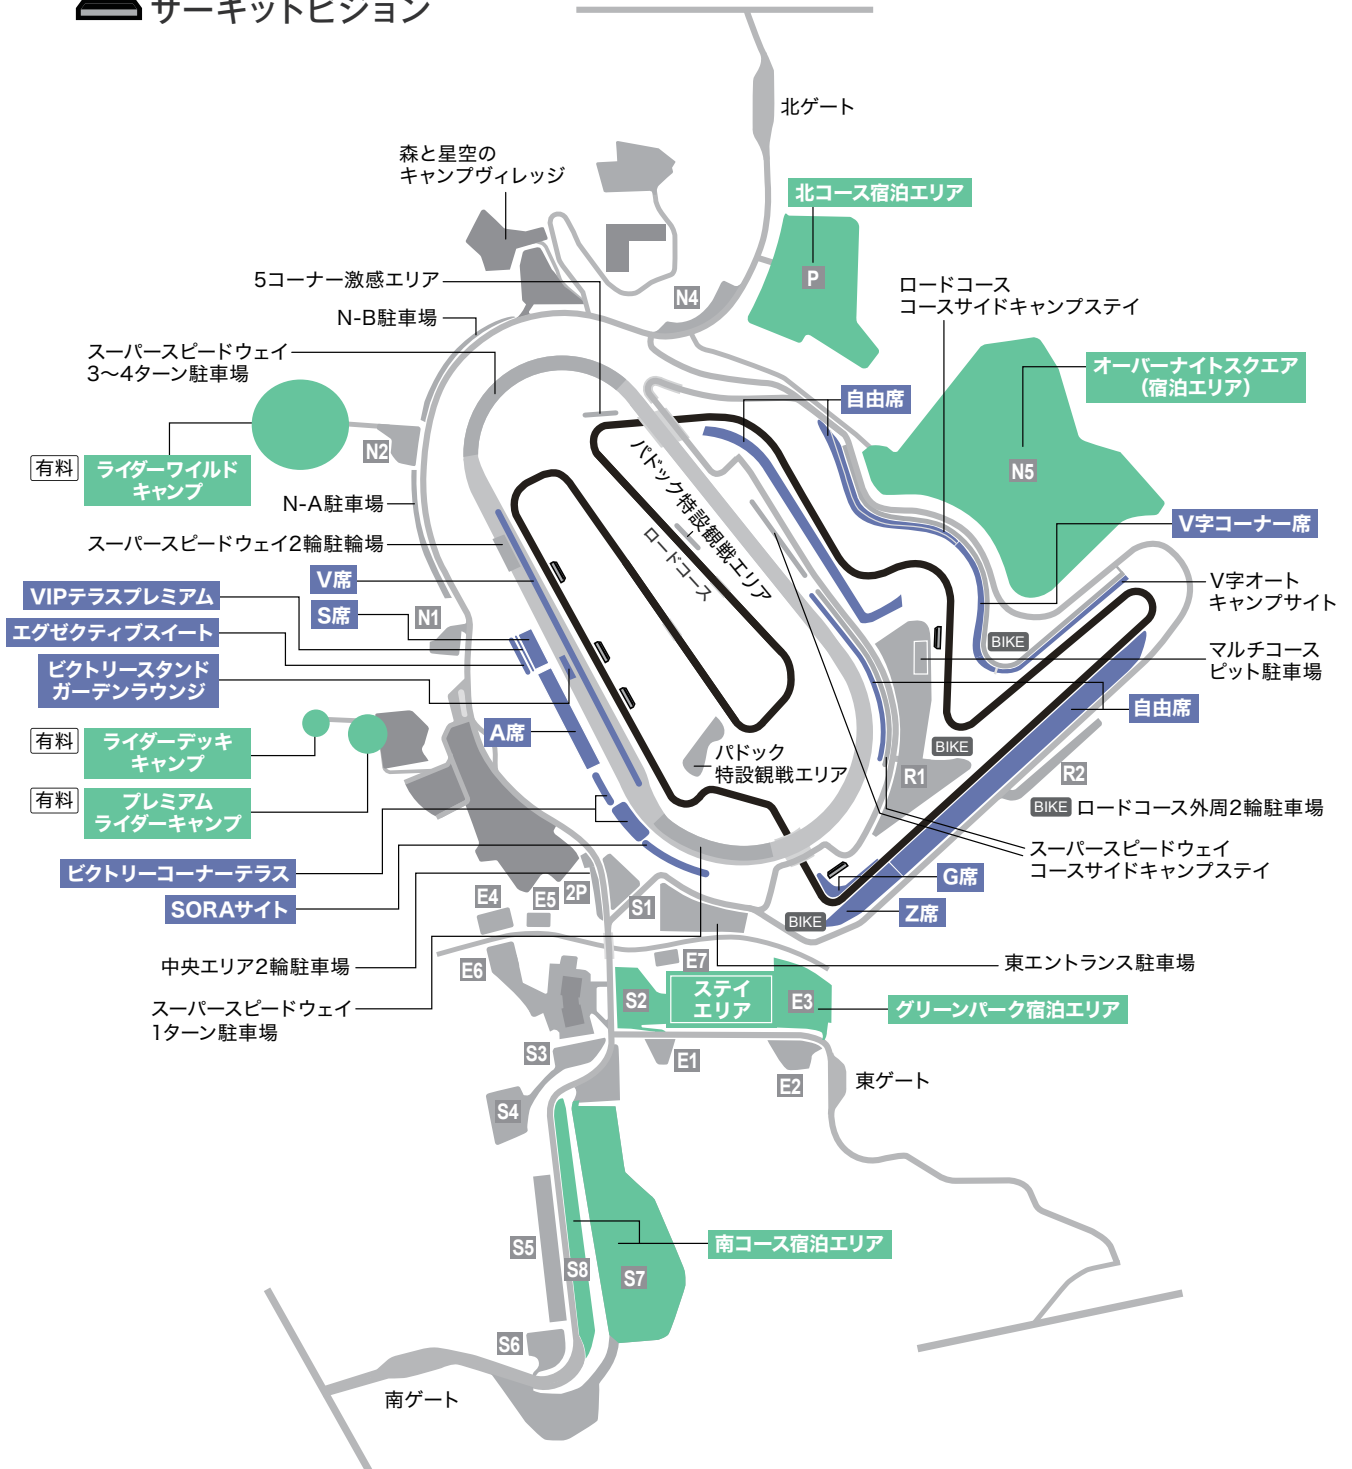 サーキットビジョン
北ゲート
森と星空の
キャンプヴィレッジ
北コース宿泊エリア
P
5コーナー激感エリア
N4
ロードコース
コースサイドキャンプステイ
N-B駐車場
スーパースピードウェイ
3〜4ターン駐車場
オーバーナイトスクエア
(宿泊エリア)
自由席
N2
有料
ライダーワイルド
キャンプ
N5
パドック特設観戦エリア
ロードコース
N-A駐車場
V字コーナー席
スーパースピードウェイ2輪駐輪場
V席
VIPテラスプレミアム
S席
N1
V字オート
キャンプサイト
エグゼクティブスイート
BIKE
マルチコース
ピット駐車場
ビクトリースタンド
ガーデンラウンジ
自由席
A席
有料
ライダーデッキ
キャンプ
BIKE
パドック
特設観戦エリア
R1
R2
有料
プレミアム
ライダーキャンプ
BIKE
ロードコース外周2輪駐車場
スーパースピードウェイ
コースサイドキャンプステイ
ビクトリーコーナーテラス
G席
SORAサイト
E4
E5
2P
S1
BIKE
Z席
中央エリア2輪駐車場
E6
E7
東エントランス駐車場
スーパースピードウェイ
1ターン駐車場
S2
ステイ
エリア
E3
グリーンパーク宿泊エリア
S3
E1
E2
東ゲート
S4
S5
S8
S7
南コース宿泊エリア
S6
南ゲート